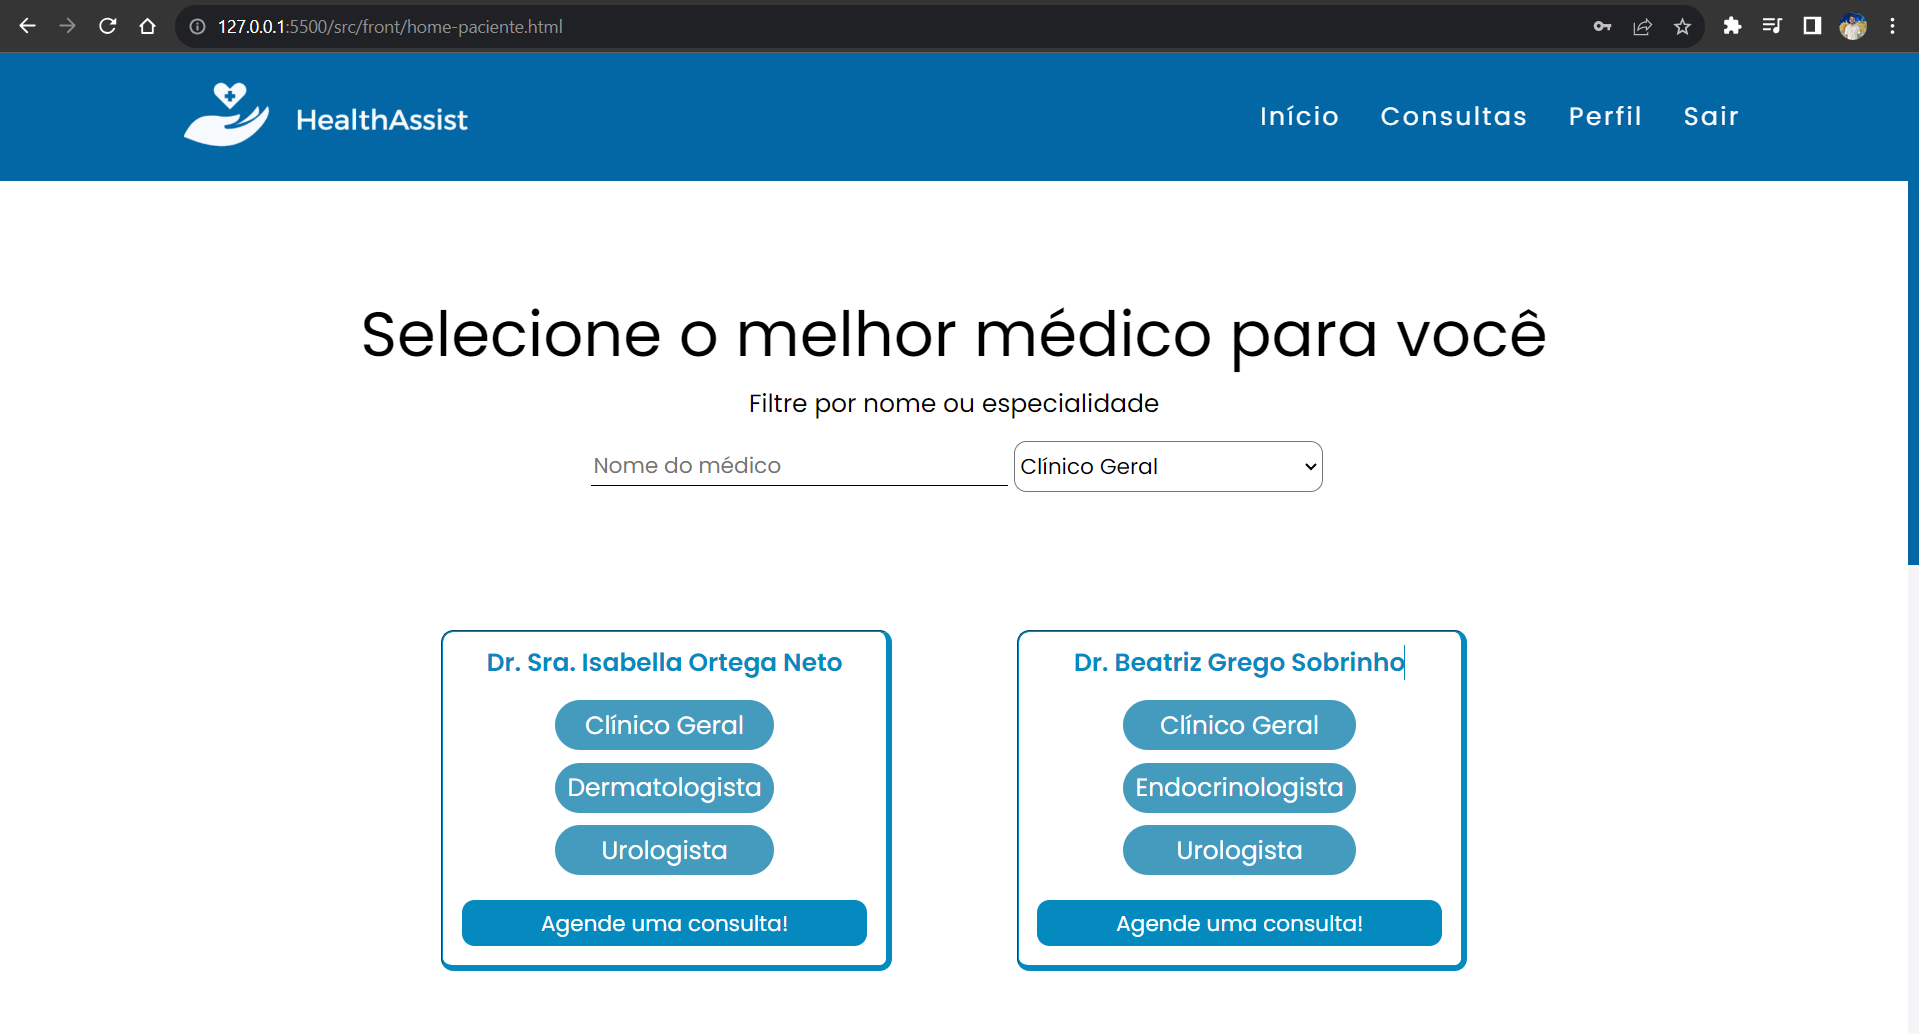 127.0.0.1:5500/src/front/home-paciente.html
HealthAssist
Início Consultas Perfil Sair
Selecione o melhor médico para você
Filtre por nome ou especialidade
Nome do médico Clínico Geral
Dr. Sra. Isabella Ortega Neto
Clínico Geral
Dermatologista
Urologista
Agende uma consulta!
Dr. Beatriz Grego Sobrinho
Clínico Geral
Endocrinologista
Urologista
Agende uma consulta!